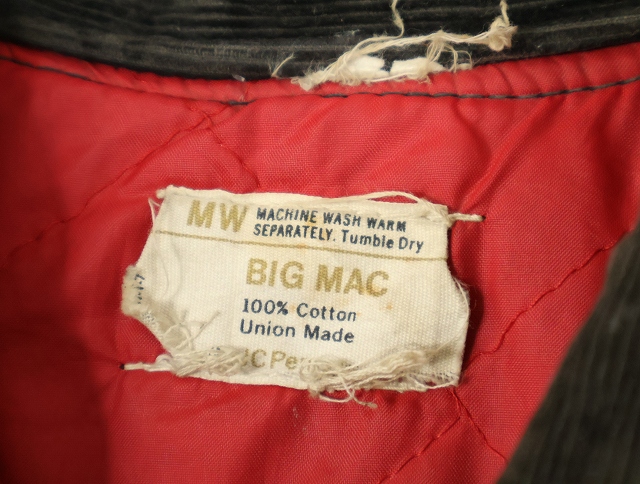 MW MACHINE WASH WARM
SEPARATELY. Tumble Dry
BIG MAC
100% Cotton
Union Made